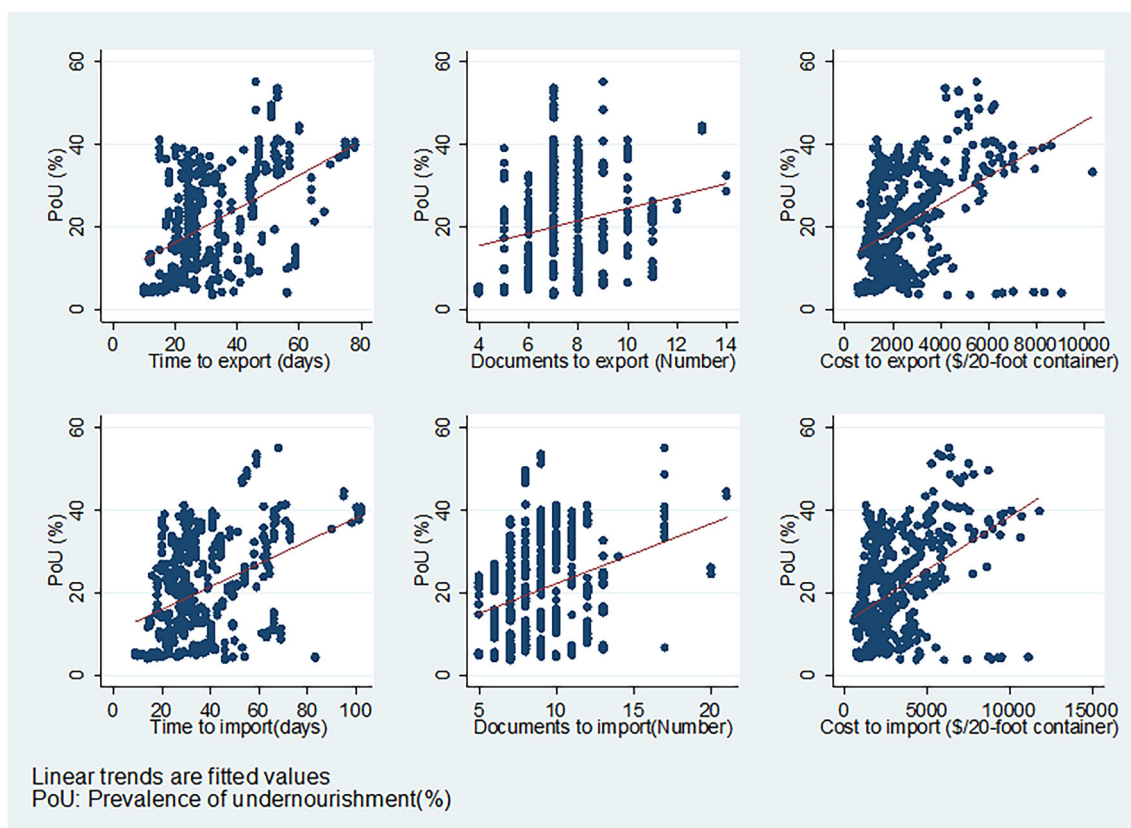 60
40
20
0
PoU (%)
0 20 40 60 80
Time to export (days)
60
40
20
0
PoU (%)
4 6 8 10 12 14
Documents to export (Number)
60
40
20
0
PoU (%)
0 2000 4000 6000 8000 10000
Cost to export ($/20-foot container)
60
40
20
0
PoU (%)
0 20 40 60 80 100
Time to import(days)
60
40
20
0
PoU (%)
5 10 15 20
Documents to import(Number)
60
40
20
0
PoU (%)
0 5000 10000 15000
Cost to import ($/20-foot container)
Linear trends are fitted values
PoU: Prevalence of undernourishment(%)